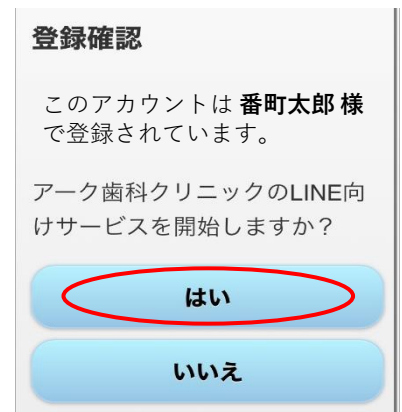 登録確認
このアカウントは 番町太郎 様
で登録されています。
アーク歯科クリニックのLINE向
けサービスを開始しますか？
はい
いいえ